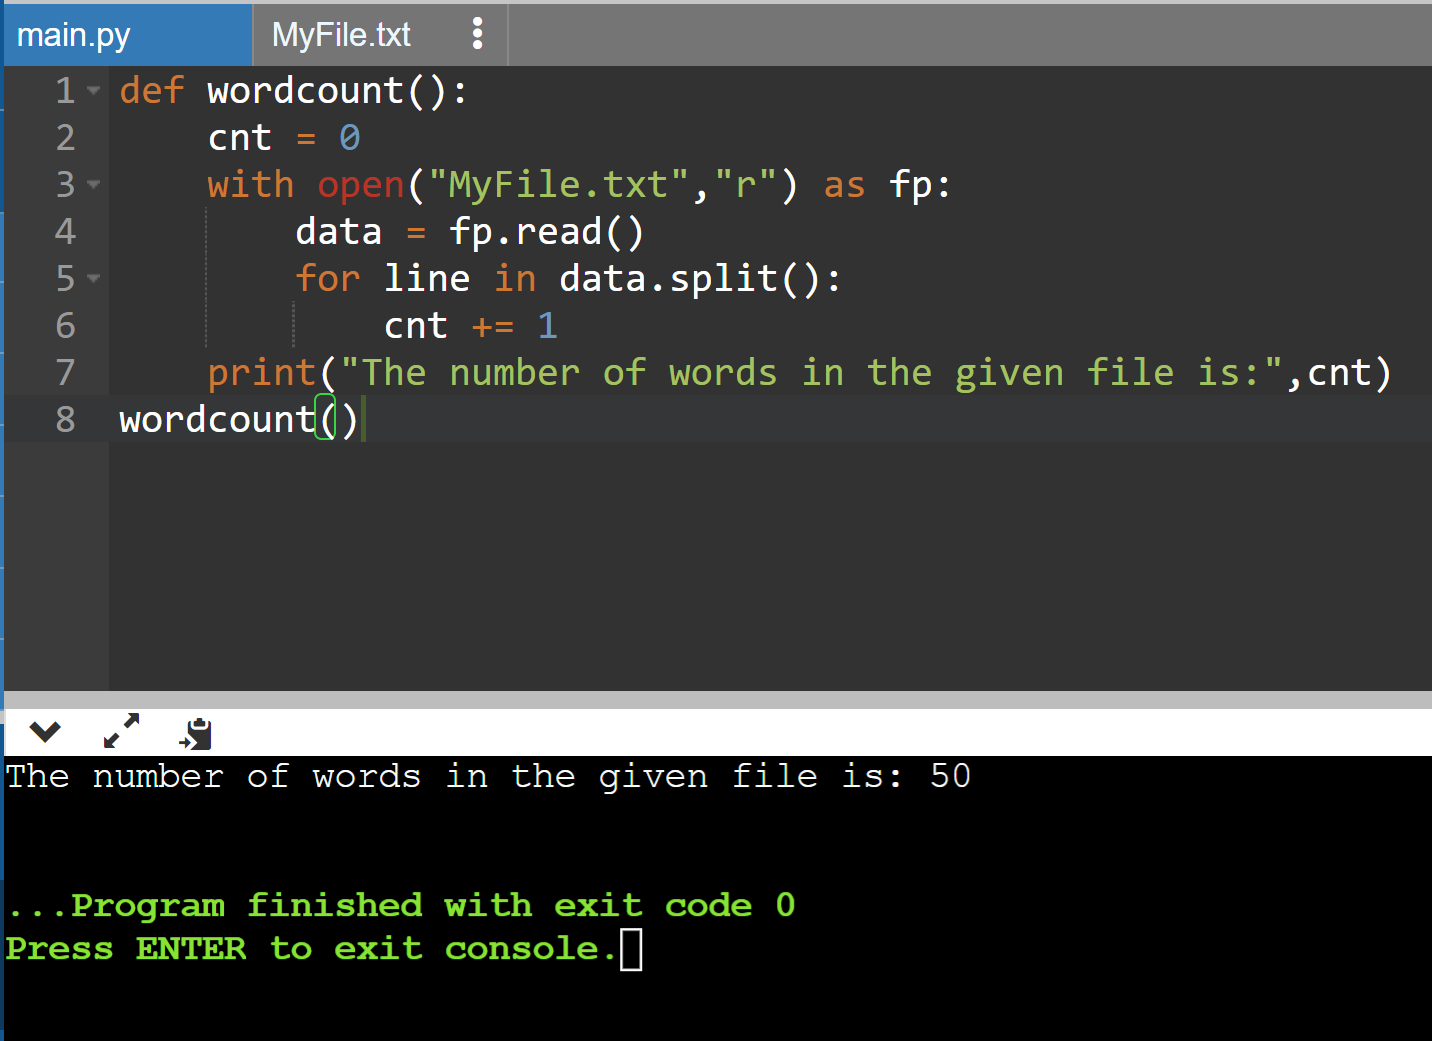 main.py MyFile.txt
1 def wordcount():
2     cnt = 0
3     with open("MyFile.txt","r") as fp:
4         data = fp.read()
5         for line in data.split():
6             cnt += 1
7     print("The number of words in the given file is:",cnt)
8 wordcount()
The number of words in the given file is: 50
...Program finished with exit code 0
Press ENTER to exit console.